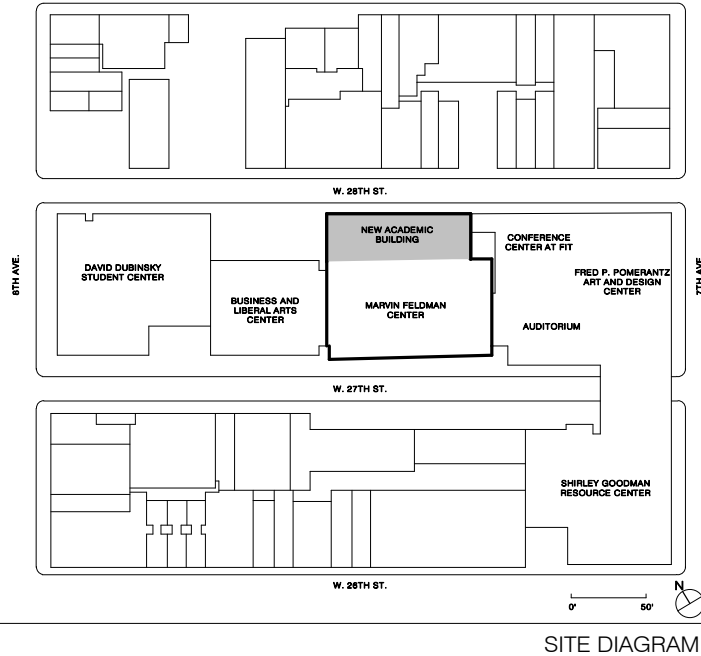 W. 28TH ST.
NEW ACADEMIC
BUILDING
CONFERENCE
CENTER AT FIT
8TH AVE.
DAVID DUBINSKY
STUDENT CENTER
FRED P. POMERANTZ
ART AND DESIGN
CENTER
7TH AVE
BUSINESS AND
LIBERAL ARTS
CENTER
MARVIN FELDMAN
CENTER
AUDITORIUM
W. 27TH ST.
SHIRLEY GOODMAN
RESOURCE CENTER
W. 26TH ST.
N
0'
50'
SITE DIAGRAM